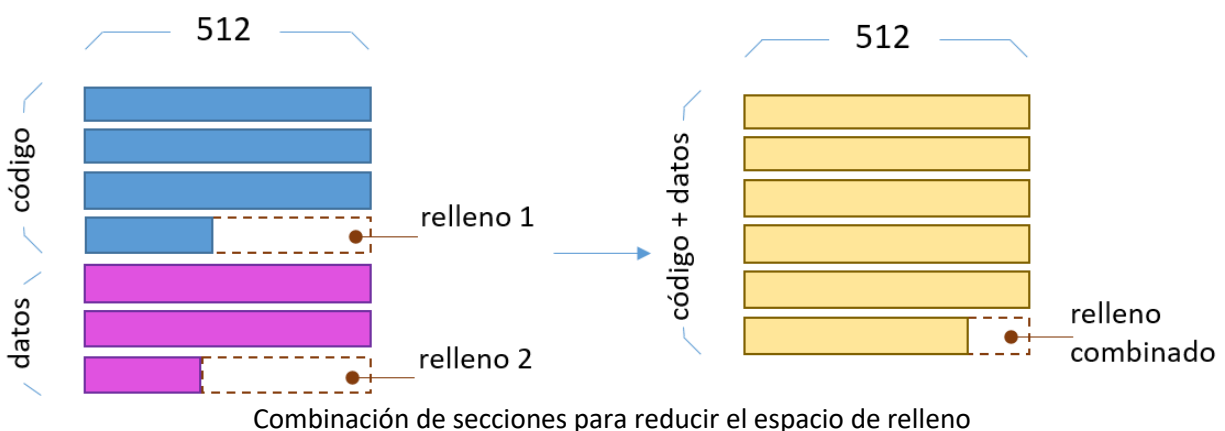 512
código
relleno 1
datos
relleno 2
512
código + datos
relleno
combinado
Combinación de secciones para reducir el espacio de relleno